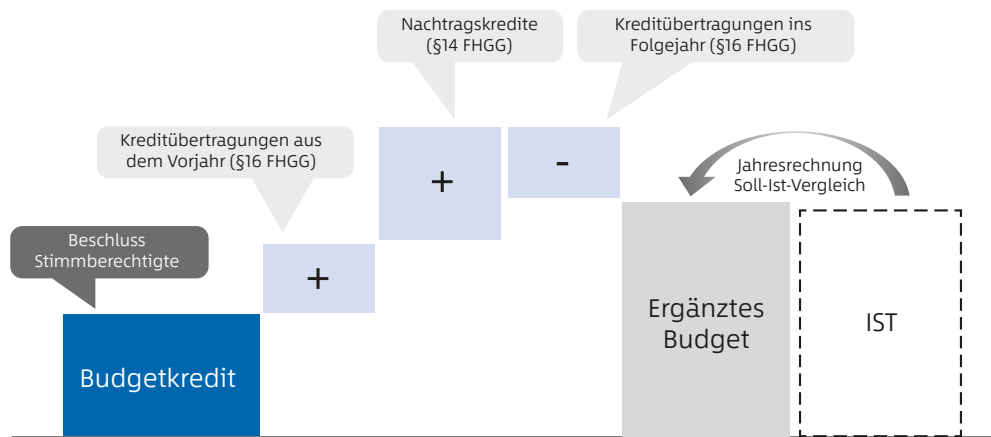 Nachtragskredite
(§14 FHGG)
Kreditübertragungen ins
Folgejahr (§16 FHGG)
Kreditübertragungen aus
dem Vorjahr (§16 FHGG)
+
-
Jahresrechnung
Soll-Ist-Vergleich
Beschluss
Stimmberechtigte
+
Ergänztes
Budget
IST
Budgetkredit